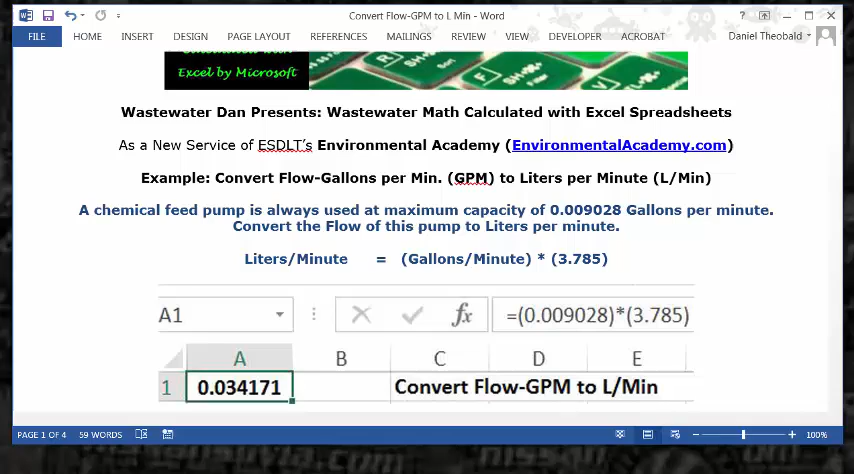 Convert Flow-GPM to L Min - Word
FILE HOME INSERT DESIGN PAGE LAYOUT REFERENCES MAILINGS REVIEW VIEW DEVELOPER ACROBAT Daniel Theobald
Excel by Microsoft
Wastewater Dan Presents: Wastewater Math Calculated with Excel Spreadsheets
As a New Service of ESDLT's Environmental Academy (EnvironmentalAcademy.com)
Example: Convert Flow-Gallons per Min. (GPM) to Liters per Minute (L/Min)
A chemical feed pump is always used at maximum capacity of 0.009028 Gallons per minute.
Convert the Flow of this pump to Liters per minute.
Liters/Minute = (Gallons/Minute) * (3.785)
A1 fx =(0.009028)*(3.785)
A B C D E
1 0.034171 Convert Flow-GPM to L/Min
PAGE 1 OF 4 59 WORDS 100%